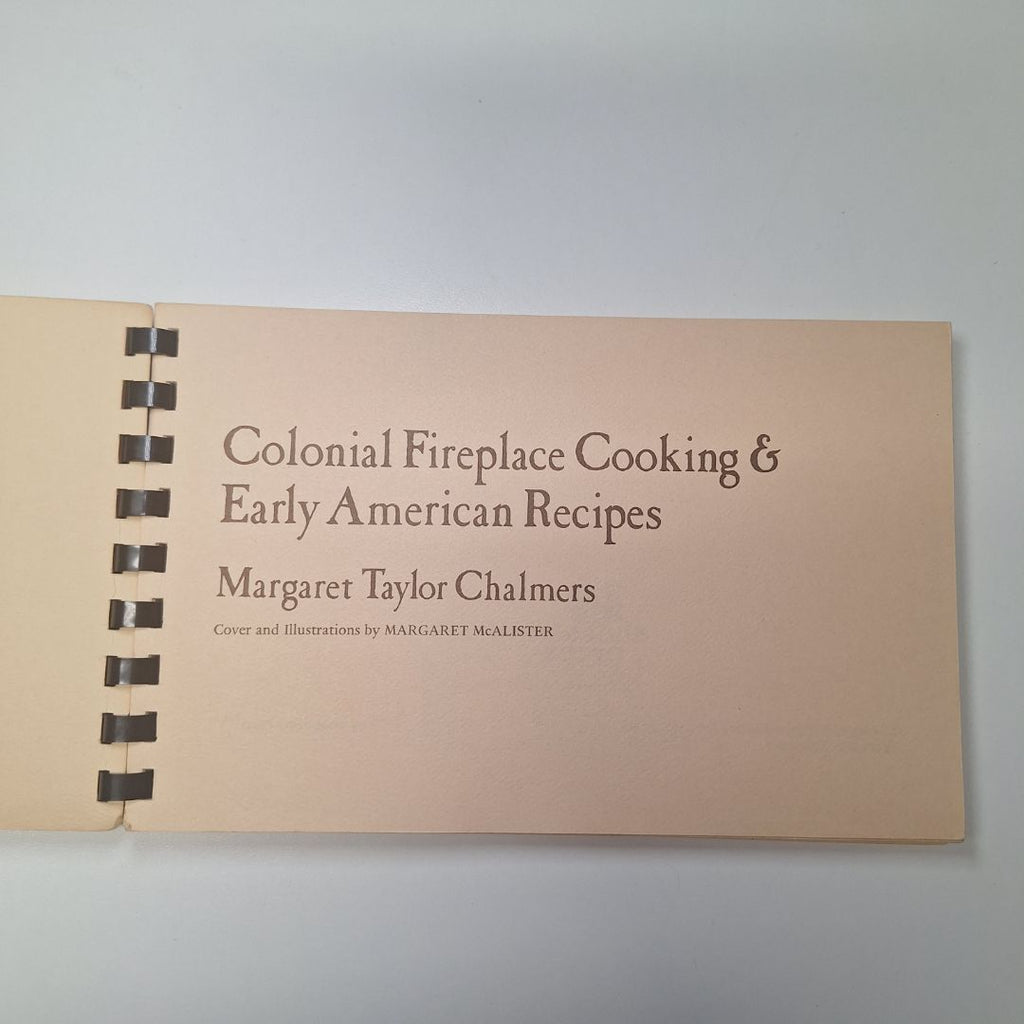 Colonial Fireplace Cooking &
Early American Recipes
Margaret Taylor Chalmers
Cover and Illustrations by MARGARET McALISTER